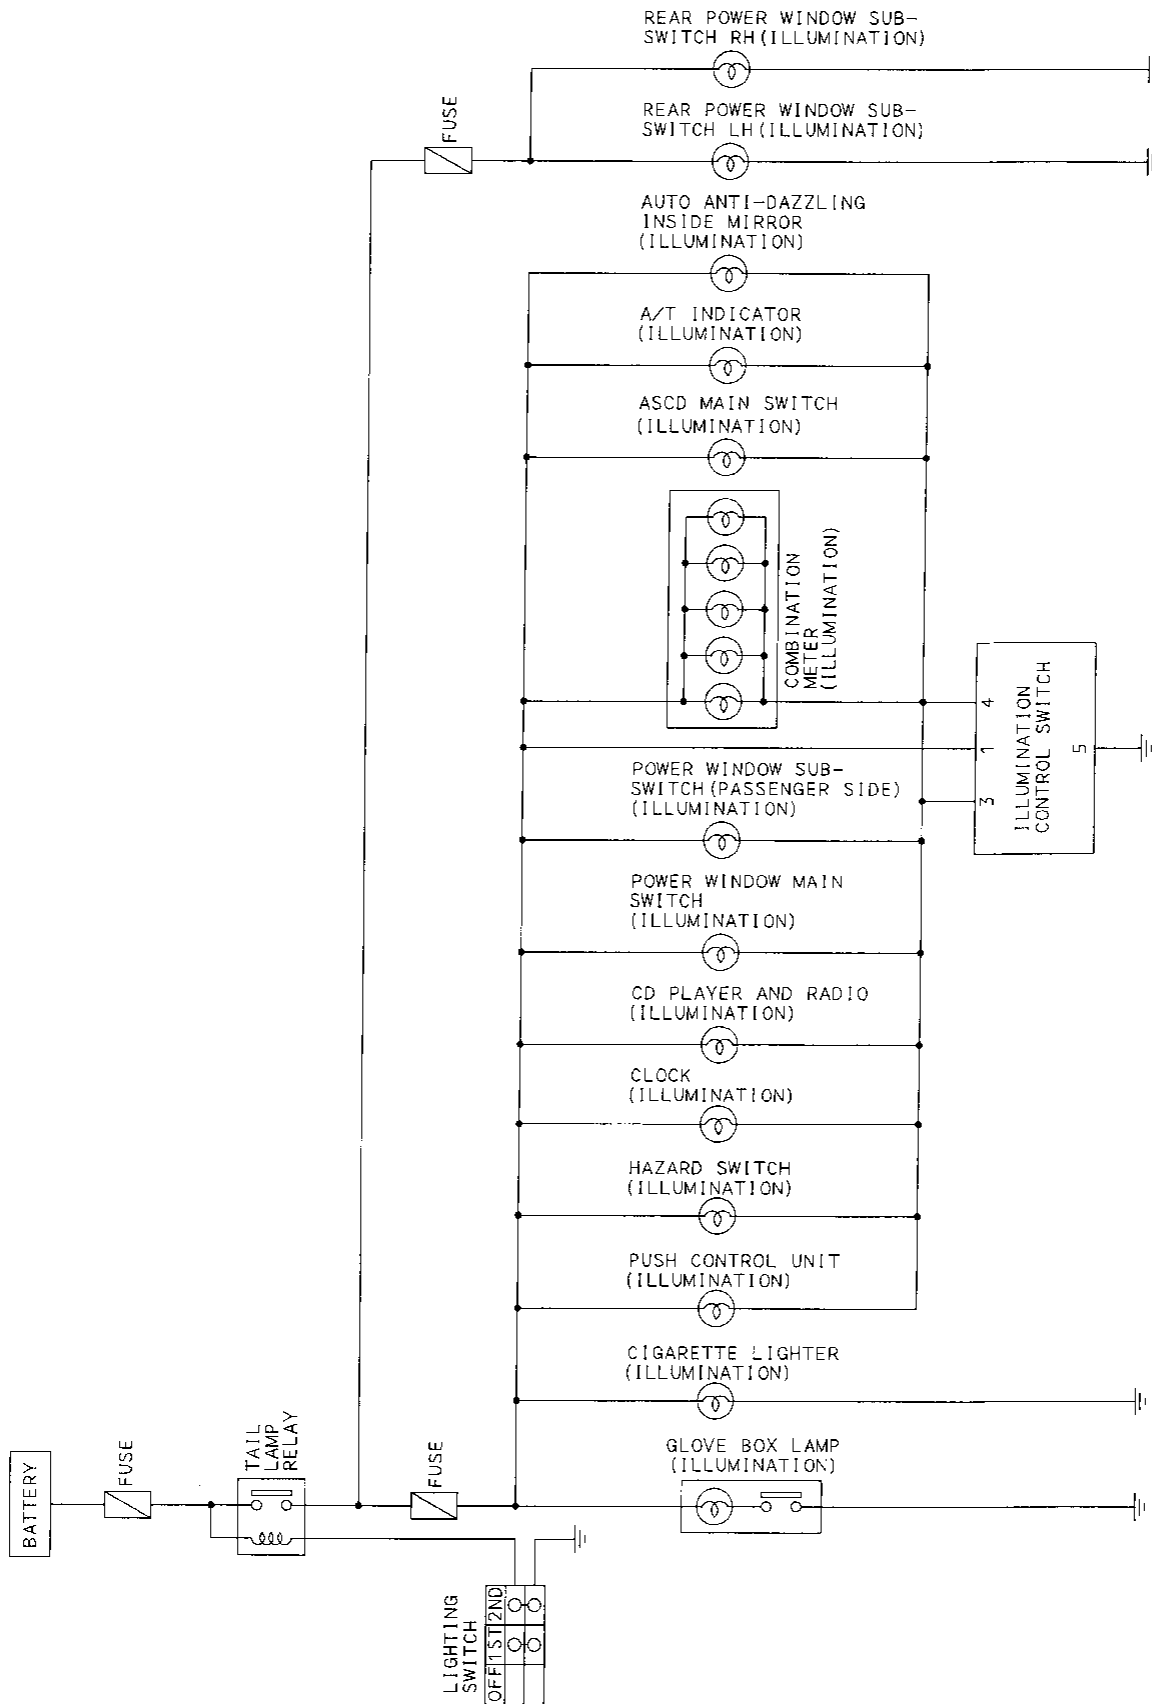 REAR POWER WINDOW SUB-
SWITCH RH(ILLUMINATION)
FUSE
REAR POWER WINDOW SUB-
SWITCH LH(ILLUMINATION)
AUTO ANTI-DAZZLING
INSIDE MIRROR
(ILLUMINATION)
A/T INDICATOR
(ILLUMINATION)
ASCD MAIN SWITCH
(ILLUMINATION)
COMBINATION
METER
(ILLUMINATION)
4
1
3
5
ILLUMINATION
CONTROL SWITCH
POWER WINDOW SUB-
SWITCH(PASSENGER SIDE)
(ILLUMINATION)
POWER WINDOW MAIN
SWITCH
(ILLUMINATION)
CD PLAYER AND RADIO
(ILLUMINATION)
CLOCK
(ILLUMINATION)
HAZARD SWITCH
(ILLUMINATION)
PUSH CONTROL UNIT
(ILLUMINATION)
CIGARETTE LIGHTER
(ILLUMINATION)
GLOVE BOX LAMP
(ILLUMINATION)
BATTERY
FUSE
TAIL
LAMP
RELAY
FUSE
LIGHTING
SWITCH
OFF 1ST 2ND